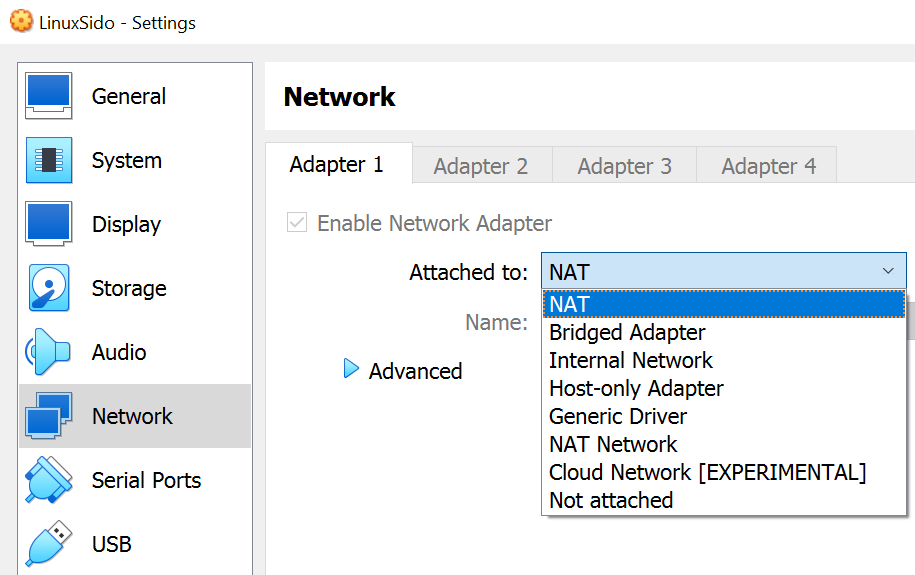 LinuxSido - Settings
General
System
Display
Storage
Audio
Network
Serial Ports
USB
Network
Adapter 1 Adapter 2 Adapter 3 Adapter 4
Enable Network Adapter
Attached to: NAT
NAT
Bridged Adapter
Internal Network
Host-only Adapter
Generic Driver
NAT Network
Cloud Network [EXPERIMENTAL]
Not attached
Name:
Advanced